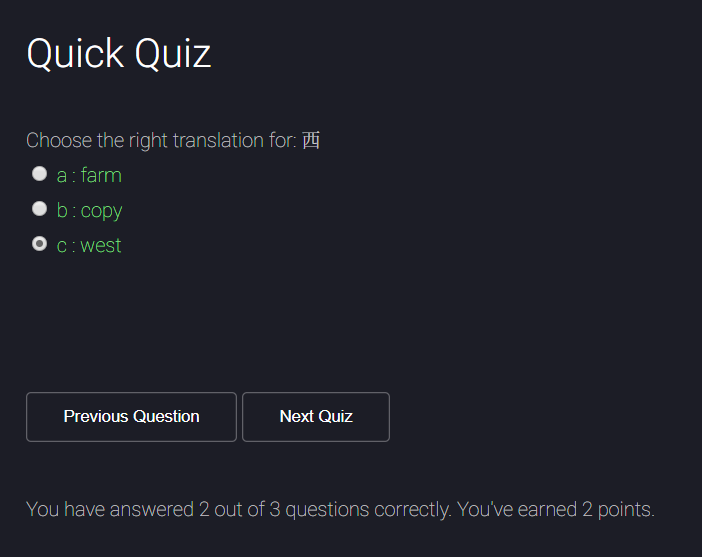 Quick Quiz
Choose the right translation for: 西
a : farm
b : copy
c : west
Previous Question
Next Quiz
You have answered 2 out of 3 questions correctly. You've earned 2 points.